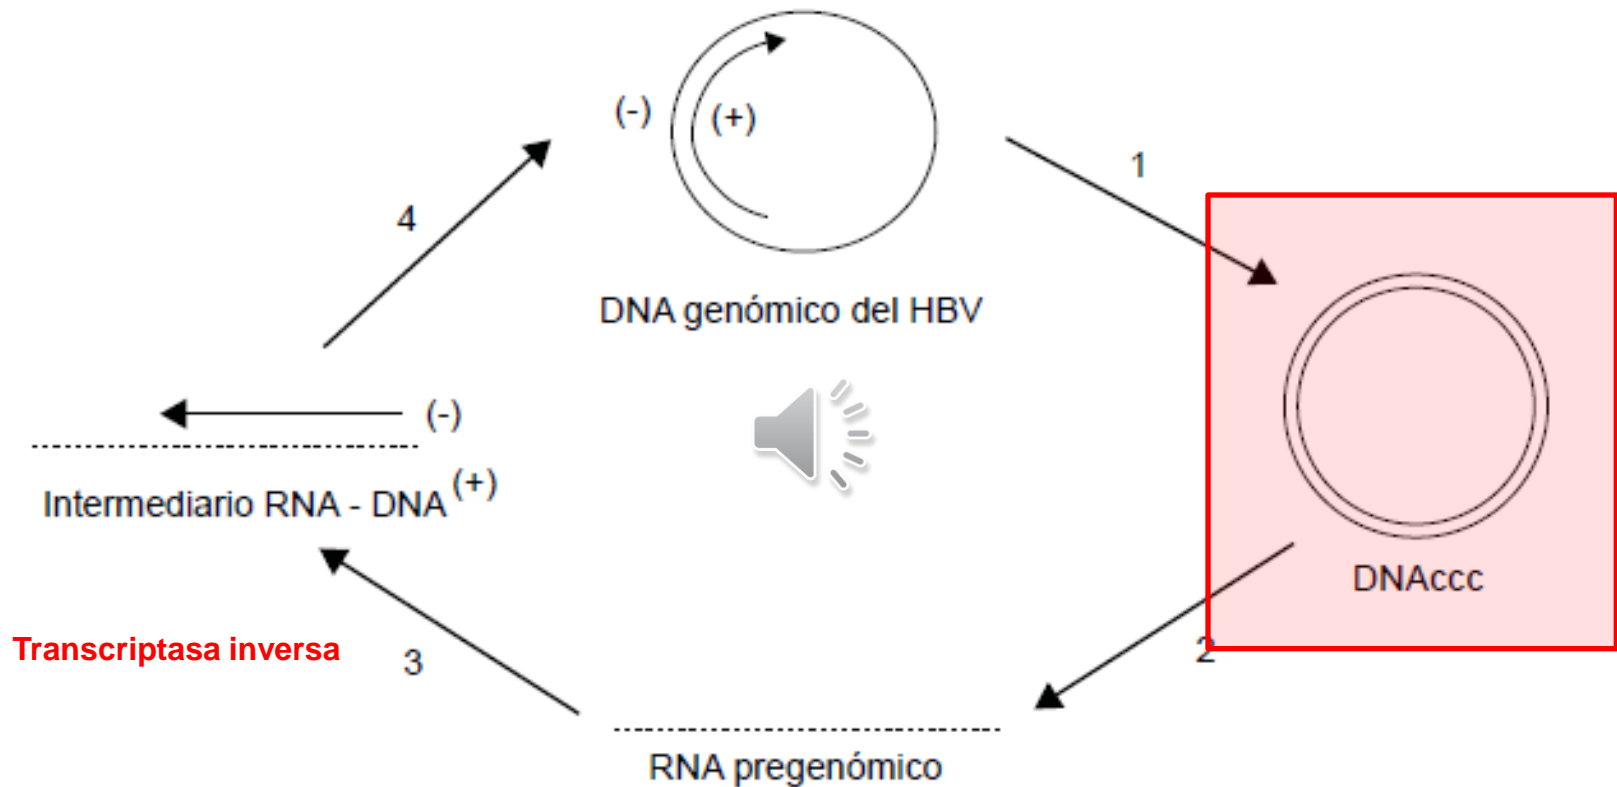 (-)
(+)
1
4
DNA genómico del HBV
(-)
(+)
Intermediario RNA - DNA
DNAccc
Transcriptasa inversa
3
2
RNA pregenómico